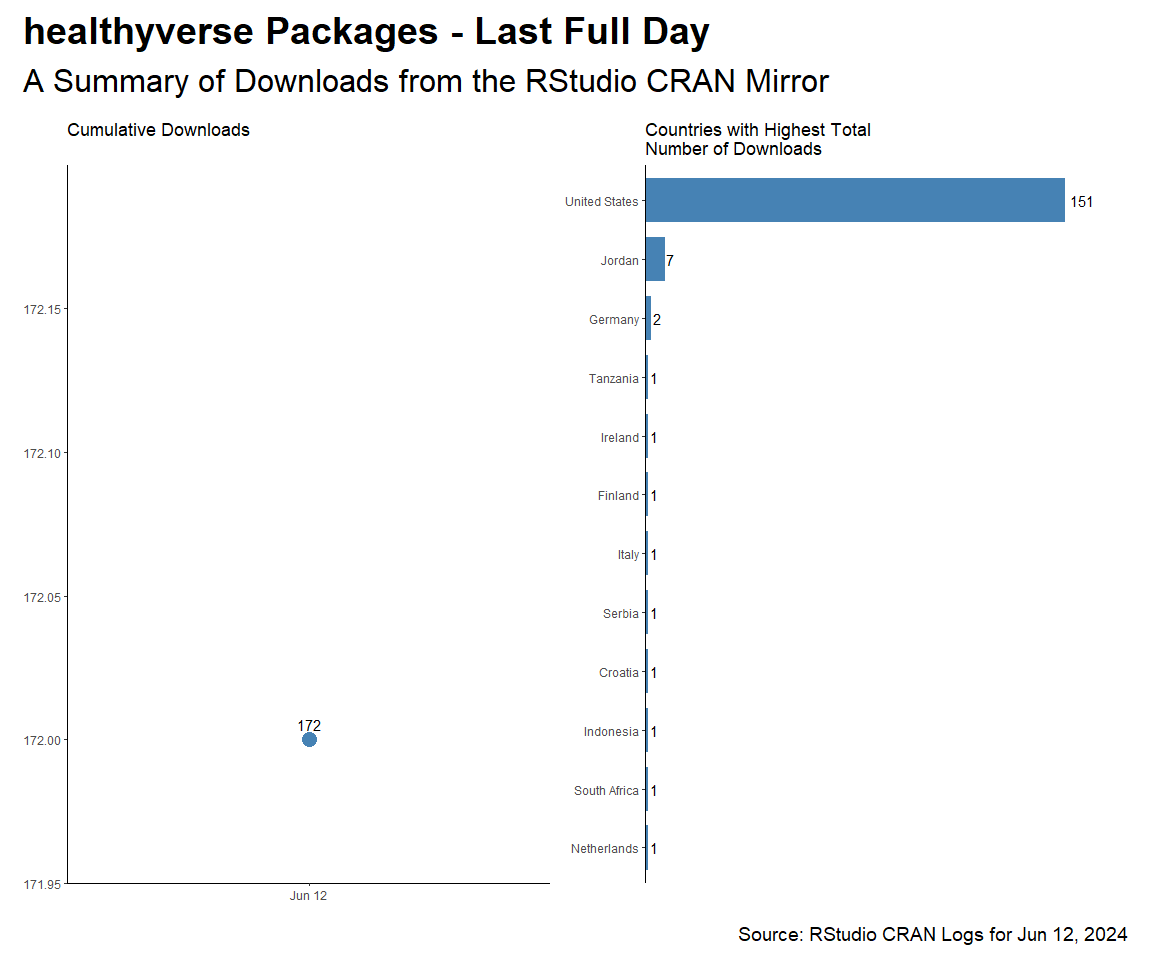 healthyverse Packages - Last Full Day
A Summary of Downloads from the RStudio CRAN Mirror
Cumulative Downloads
172.15
172.10
172.05
172.00
171.95
172
Jun 12
Countries with Highest Total
Number of Downloads
United States 151
Jordan 7
Germany 2
Tanzania 1
Ireland 1
Finland 1
Italy 1
Serbia 1
Croatia 1
Indonesia 1
South Africa 1
Netherlands 1
Source: RStudio CRAN Logs for Jun 12, 2024